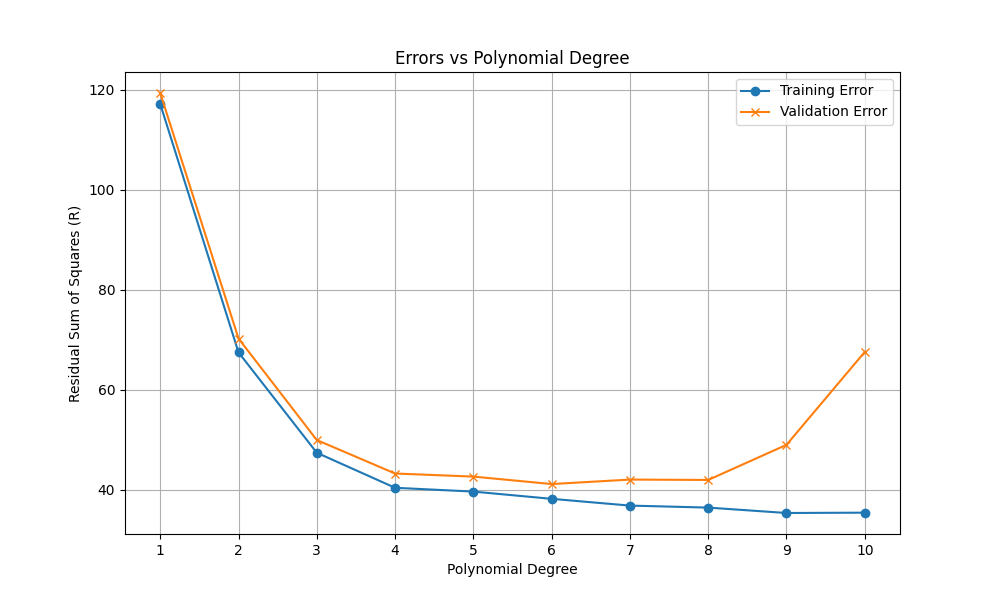 Errors vs Polynomial Degree
Training Error
Validation Error
Residual Sum of Squares (R)
120
100
80
60
40
1 2 3 4 5 6 7 8 9 10
Polynomial Degree